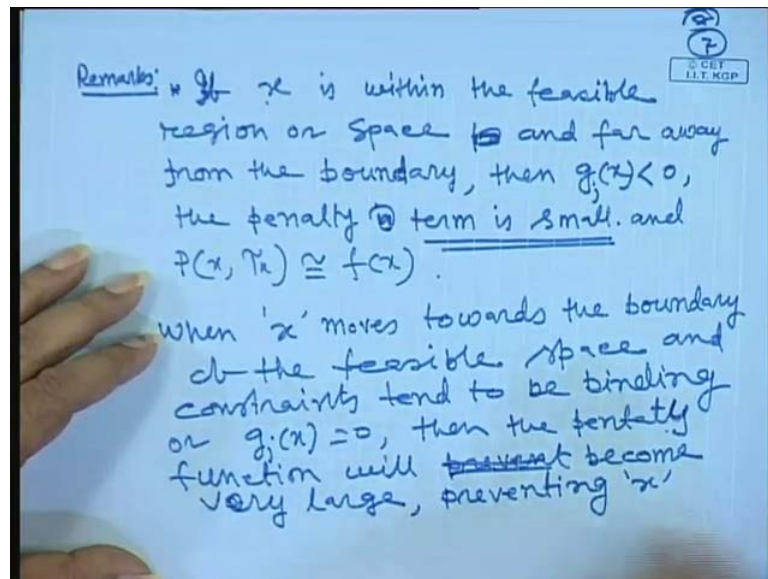 7
© CET
I.I.T. KGP
Remarks: * If x is within the feasible
region or space and far away
from the boundary, then gⱼ(x) < 0,
the penalty term is small. and
P(x, rₖ) ≅ f(x).
when 'x' moves towards the boundary
of the feasible space and
constraints tend to be binding
or gⱼ(x) = 0, then the pentatly
function will become
very large, preventing 'x'